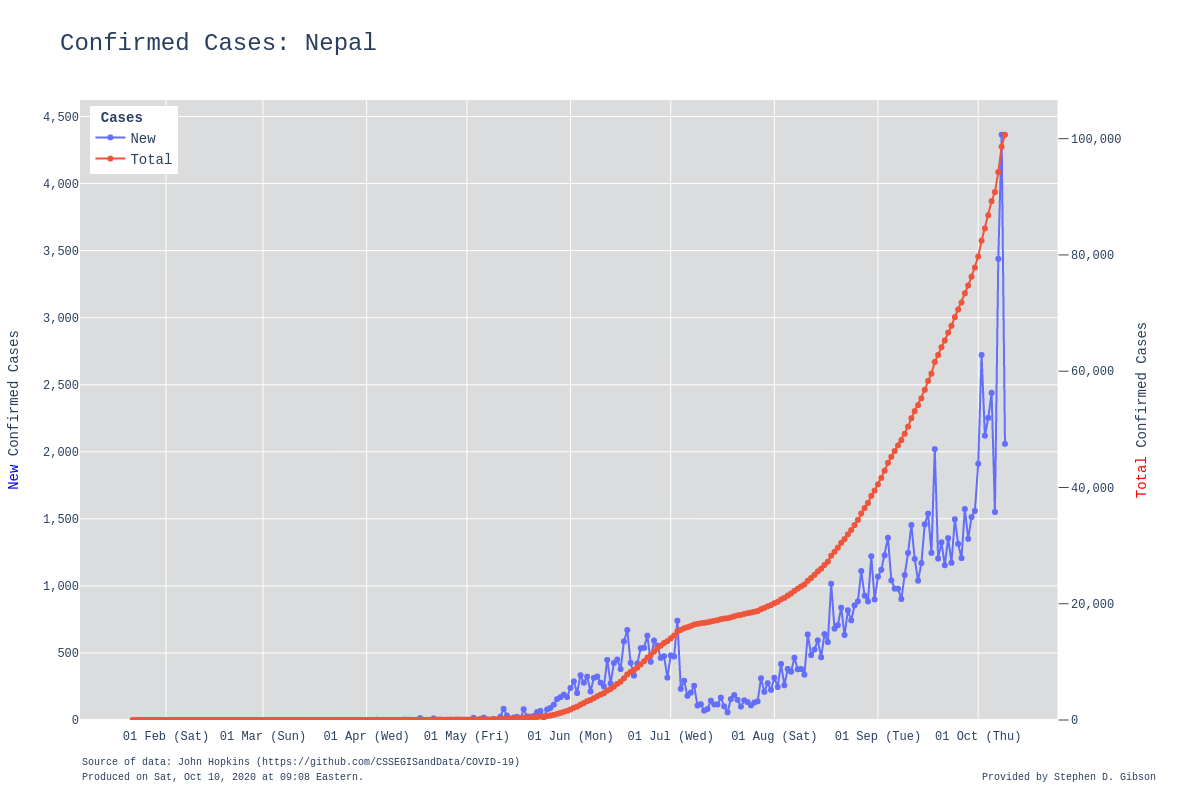 Confirmed Cases: Nepal
Cases
New
Total
4,500
4,000
3,500
3,000
2,500
2,000
1,500
1,000
500
0
New Confirmed Cases
100,000
80,000
60,000
40,000
20,000
0
Total Confirmed Cases
01 Feb (Sat) 01 Mar (Sun) 01 Apr (Wed) 01 May (Fri) 01 Jun (Mon) 01 Jul (Wed) 01 Aug (Sat) 01 Sep (Tue) 01 Oct (Thu)
Source of data: John Hopkins (https://github.com/CSSEGISandData/COVID-19)
Produced on Sat, Oct 10, 2020 at 09:08 Eastern.
Provided by Stephen D. Gibson